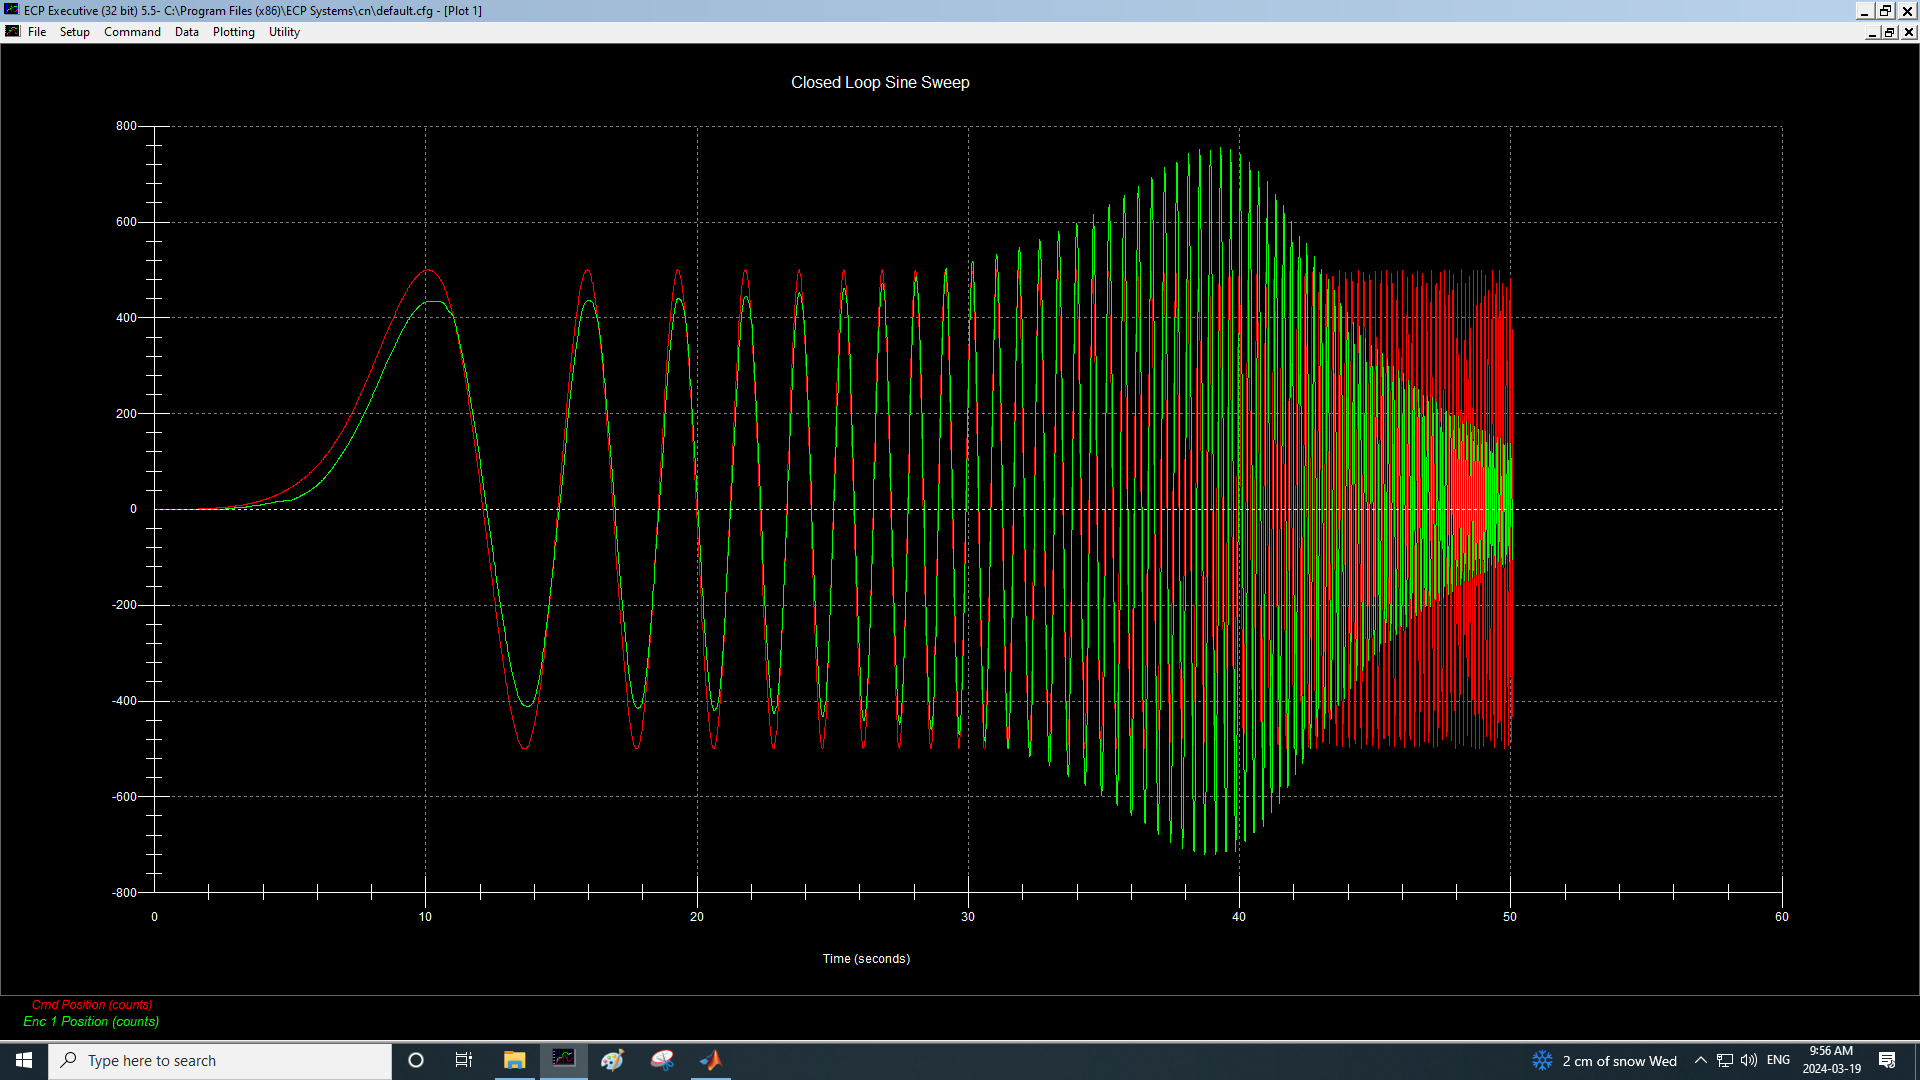 ECP Executive (32 bit) 5.5- C:\Program Files (x86)\ECP Systems\cn\default.cfg - [Plot 1]
File Setup Command Data Plotting Utility
Closed Loop Sine Sweep
800
600
400
200
0
-200
-400
-600
-800
0 10 20 30 40 50 60
Time (seconds)
Cmd Position (counts)
Enc 1 Position (counts)
Type here to search
2 cm of snow Wed
ENG
9:56 AM
2024-03-19